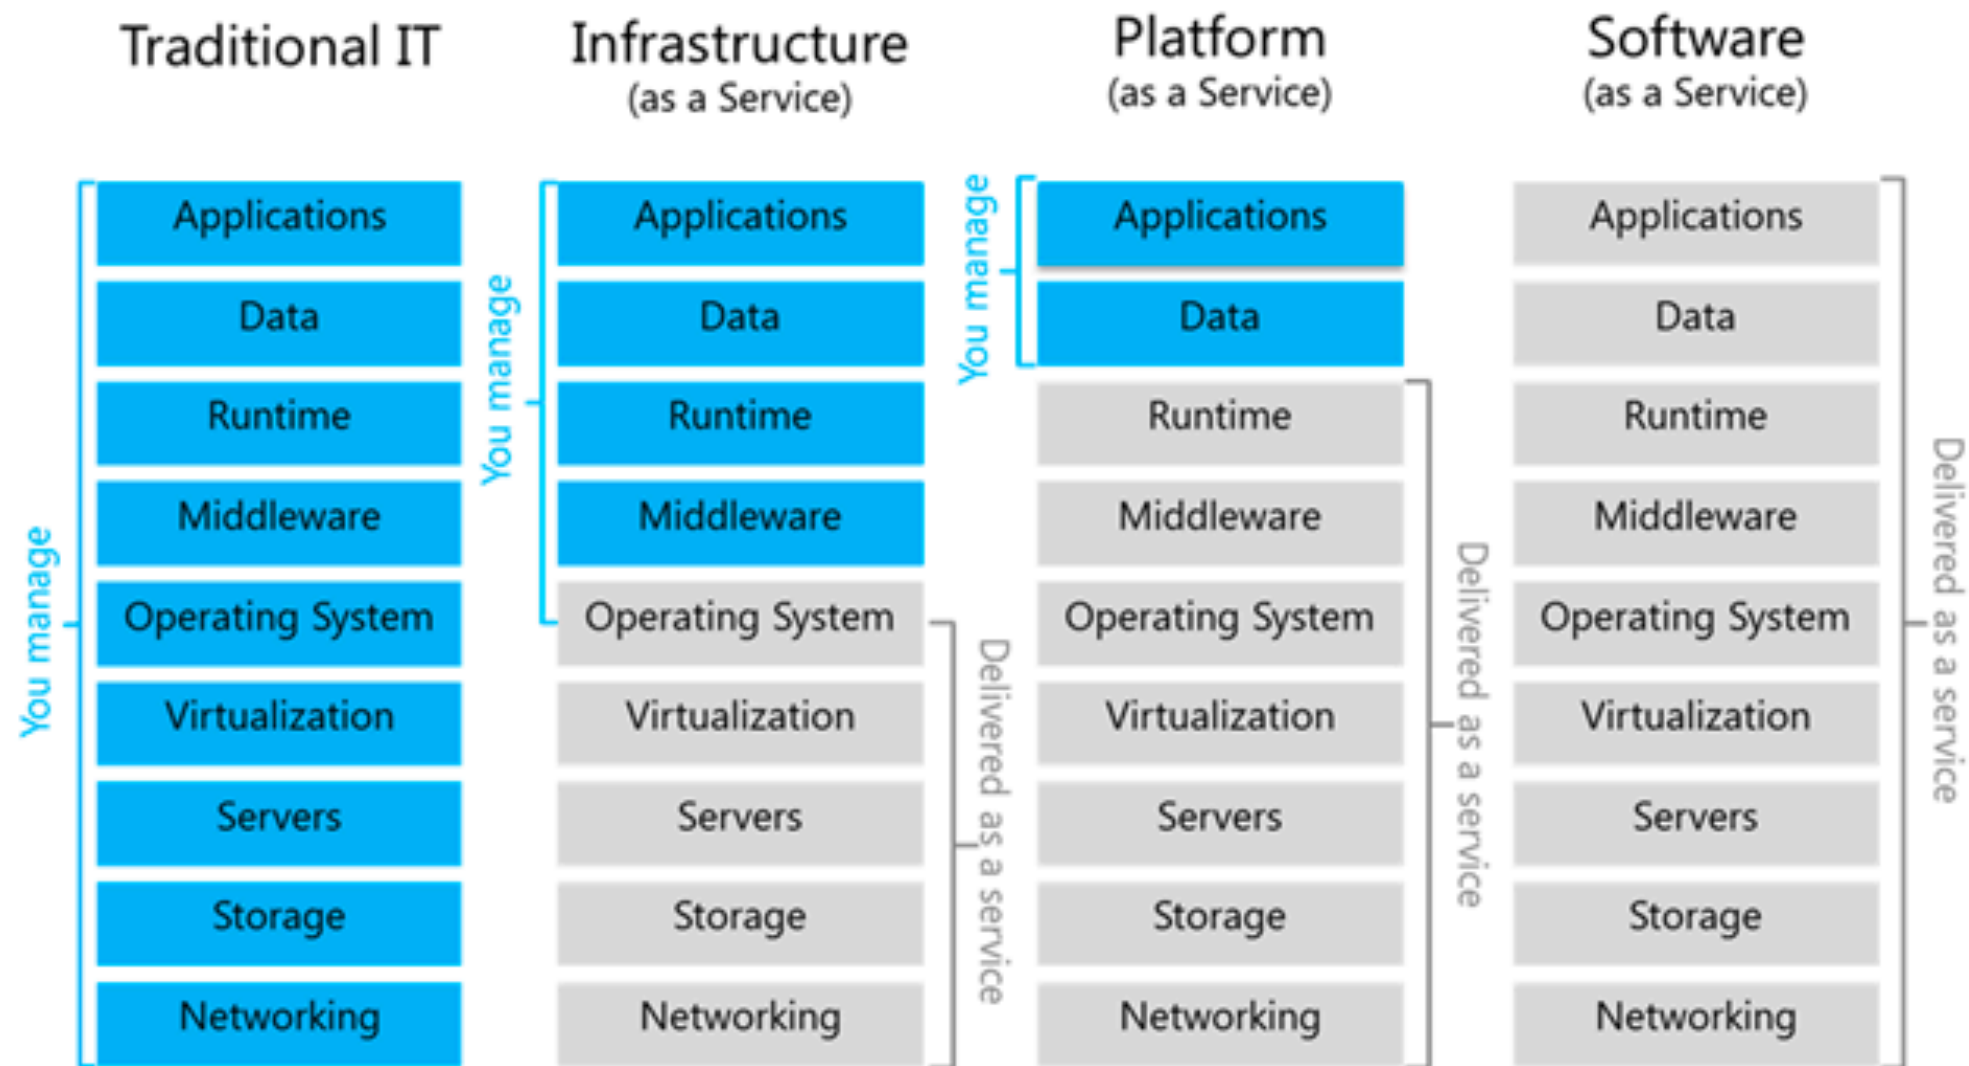 Traditional IT
Infrastructure
(as a Service)
Platform
(as a Service)
Software
(as a Service)
You manage
Applications
Data
Runtime
Middleware
Operating System
Virtualization
Servers
Storage
Networking
You manage
Applications
Data
Runtime
Middleware
Operating System
Virtualization
Servers
Storage
Networking
Delivered as a service
You manage
Applications
Data
Runtime
Middleware
Operating System
Virtualization
Servers
Storage
Networking
Delivered as a service
Applications
Data
Runtime
Middleware
Operating System
Virtualization
Servers
Storage
Networking
Delivered as a service